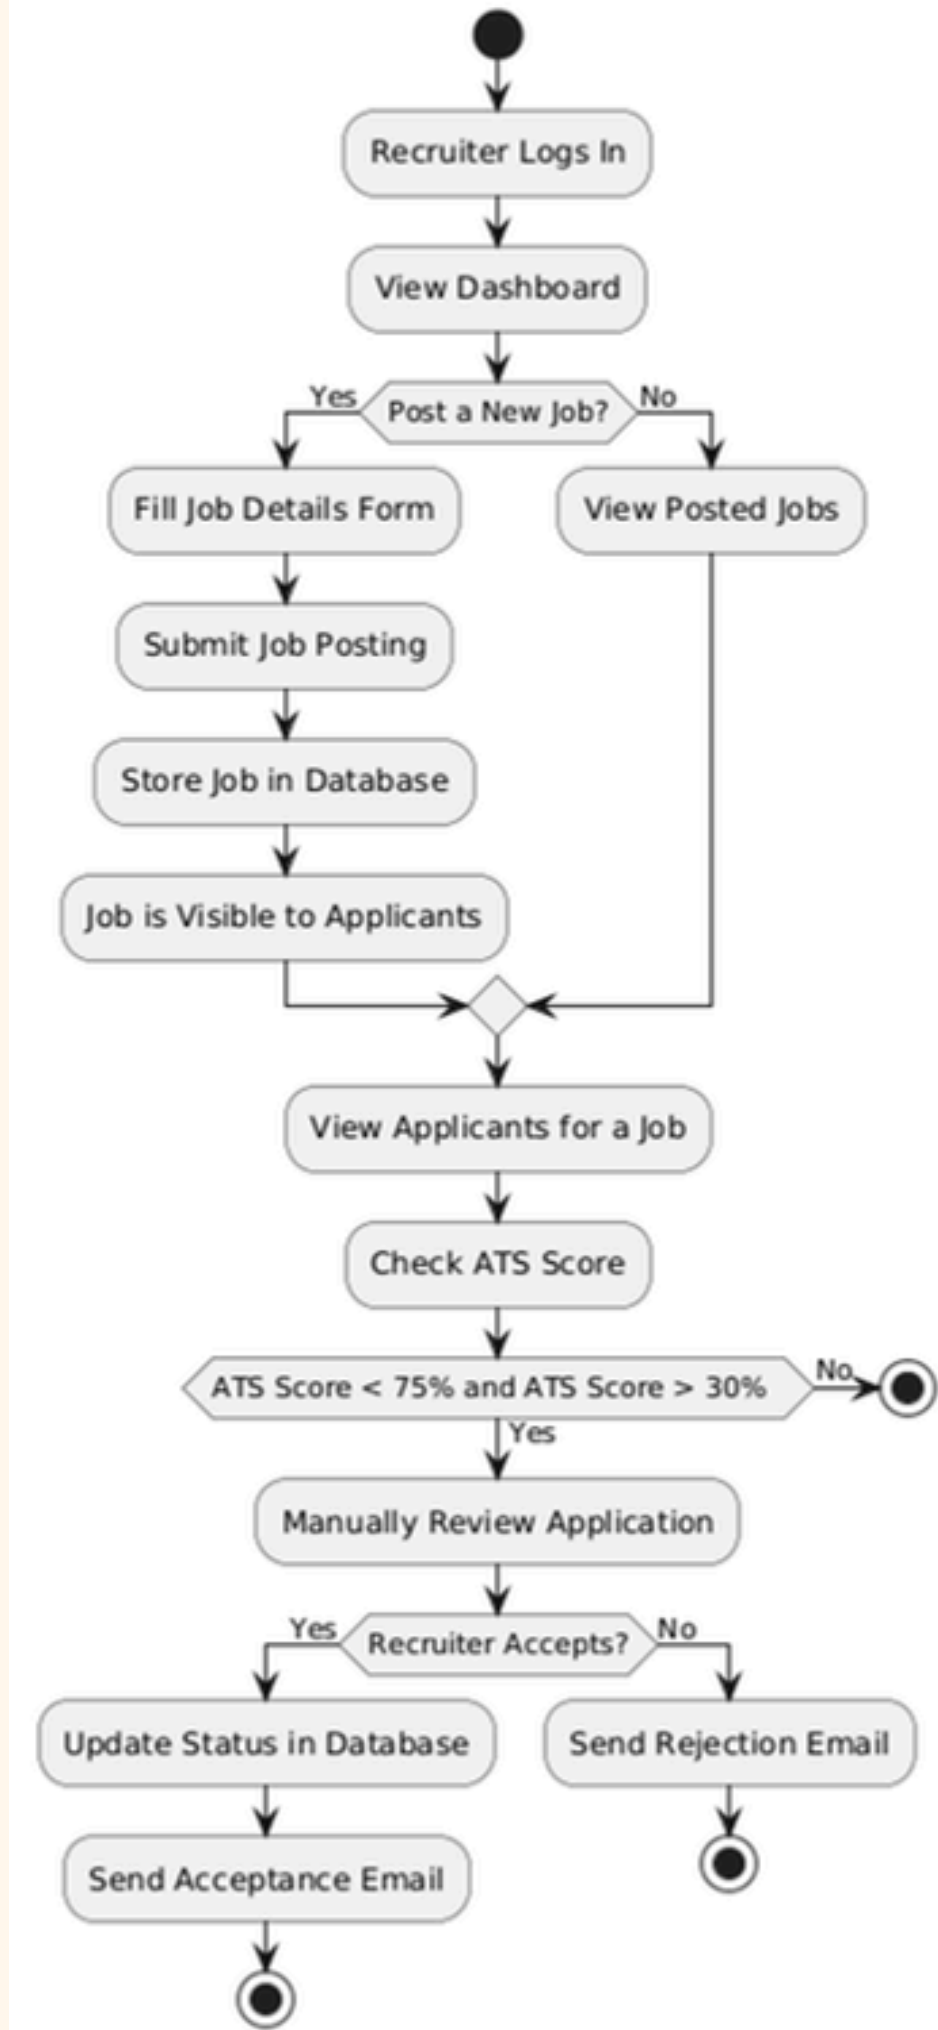 Recruiter Logs In
View Dashboard
Yes
Post a New Job?
No
Fill Job Details Form
View Posted Jobs
Submit Job Posting
Store Job in Database
Job is Visible to Applicants
View Applicants for a Job
Check ATS Score
ATS Score < 75% and ATS Score > 30%
No
Yes
Manually Review Application
Yes
Recruiter Accepts?
No
Update Status in Database
Send Rejection Email
Send Acceptance Email